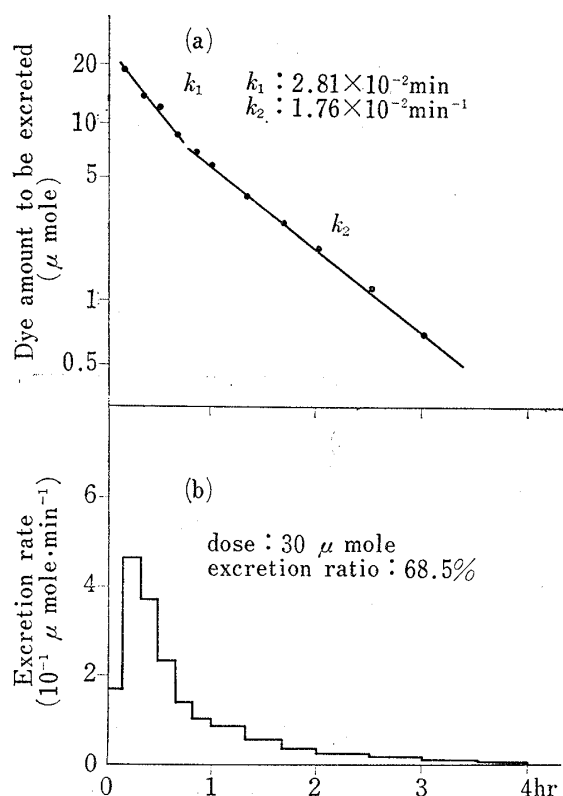 (a)
20
10
5
1
0.5
Dye amount to be excreted
(μ mole)
k₁
k₁ : 2.81×10⁻²min
k₂ : 1.76×10⁻²min⁻¹
k₂
(b)
6
4
2
0
Excretion rate
(10⁻¹ μ mole·min⁻¹)
dose : 30 μ mole
excretion ratio : 68.5%
0 1 2 3 4hr